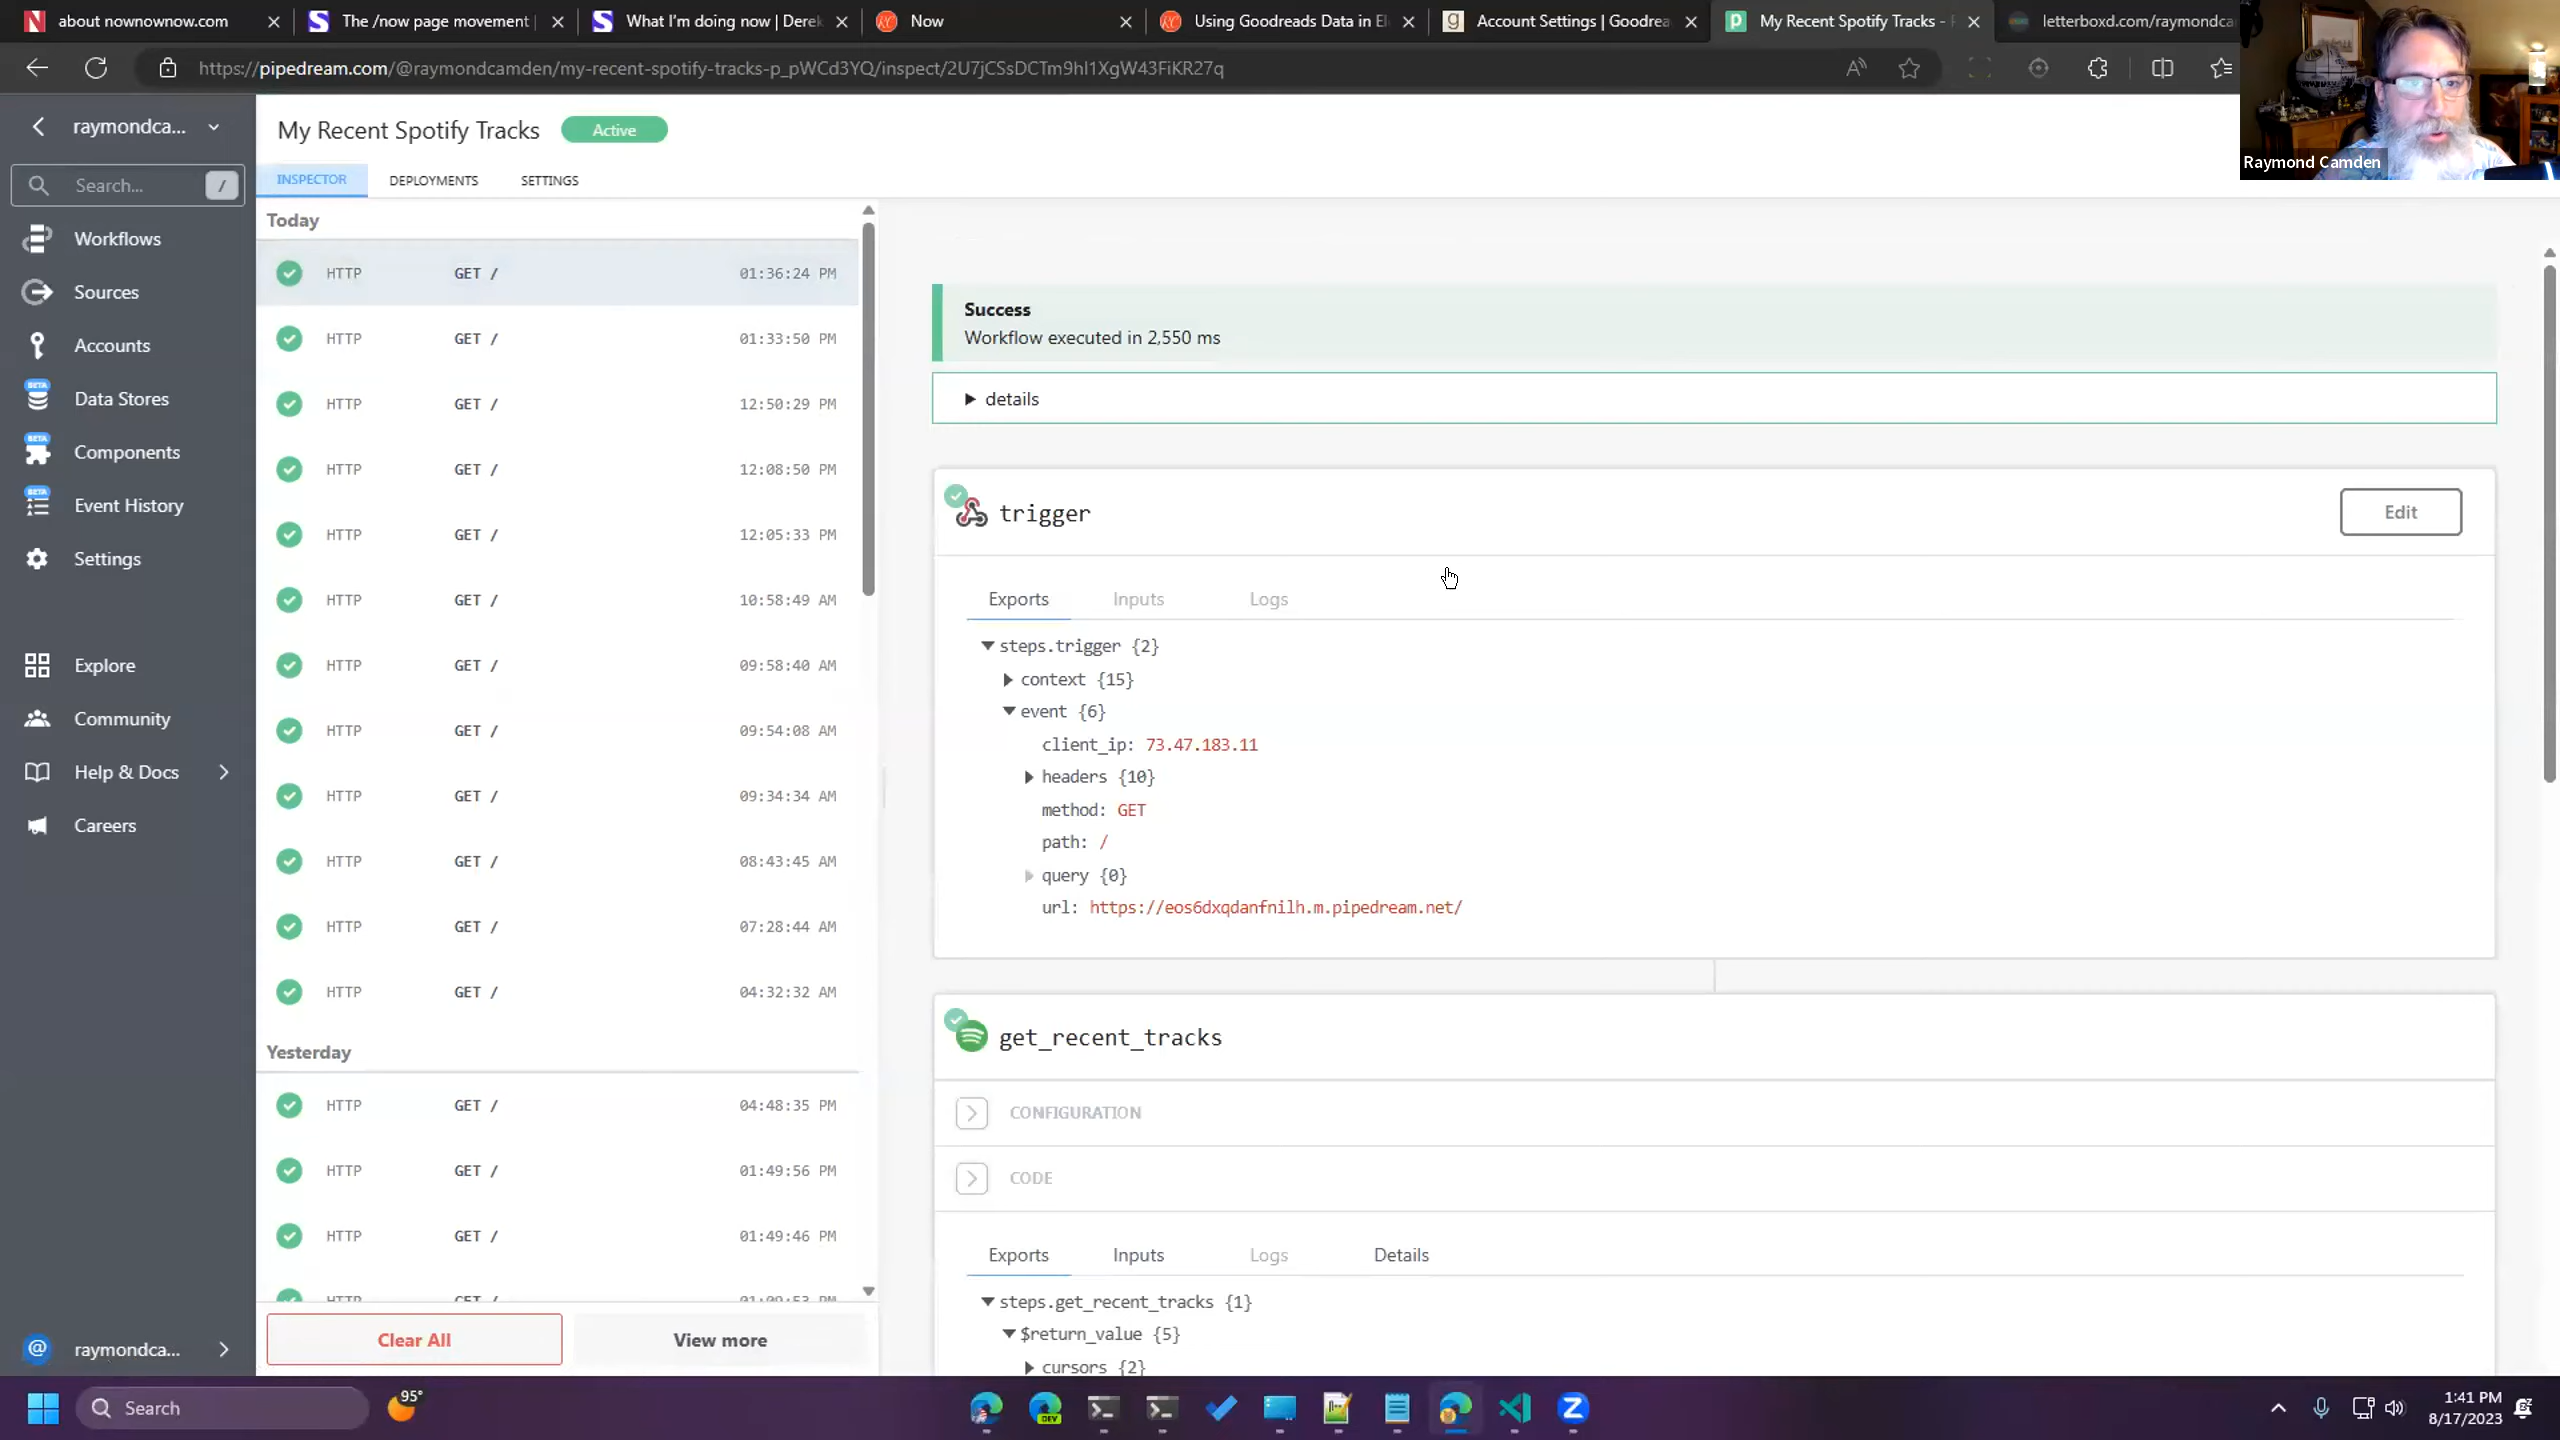 about nownownow.com
The /now page movement
What I'm doing now | Derek
Now
Using Goodreads Data in El
Account Settings | Goodrea
My Recent Spotify Tracks -
letterboxd.com/raymondca
https://pipedream.com/@raymondcamden/my-recent-spotify-tracks-p_pWCd3YQ/inspect/2U7jCSsDCTm9hl1XgW43FiKR27q
Raymond Camden
raymondca...
Search... /
Workflows
Sources
Accounts
BETA
Data Stores
BETA
Components
BETA
Event History
Settings
Explore
Community
Help & Docs
Careers
raymondca...
My Recent Spotify Tracks Active
INSPECTOR DEPLOYMENTS SETTINGS
Today
HTTP GET / 01:36:24 PM
HTTP GET / 01:33:50 PM
HTTP GET / 12:50:29 PM
HTTP GET / 12:08:50 PM
HTTP GET / 12:05:33 PM
HTTP GET / 10:58:49 AM
HTTP GET / 09:58:40 AM
HTTP GET / 09:54:08 AM
HTTP GET / 09:34:34 AM
HTTP GET / 08:43:45 AM
HTTP GET / 07:28:44 AM
HTTP GET / 04:32:32 AM
Yesterday
HTTP GET / 04:48:35 PM
HTTP GET / 01:49:56 PM
HTTP GET / 01:49:46 PM
HTTP GET / 01:09:53 PM
Clear All View more
Success
Workflow executed in 2,550 ms
details
trigger
Edit
Exports Inputs Logs
steps.trigger {2}
context {15}
event {6}
client_ip: 73.47.183.11
headers {10}
method: GET
path: /
query {0}
url: https://eos6dxqdanfnilh.m.pipedream.net/
get_recent_tracks
CONFIGURATION
CODE
Exports Inputs Logs Details
steps.get_recent_tracks {1}
$return_value {5}
cursors {2}
Search
95°
DEV
1:41 PM
8/17/2023